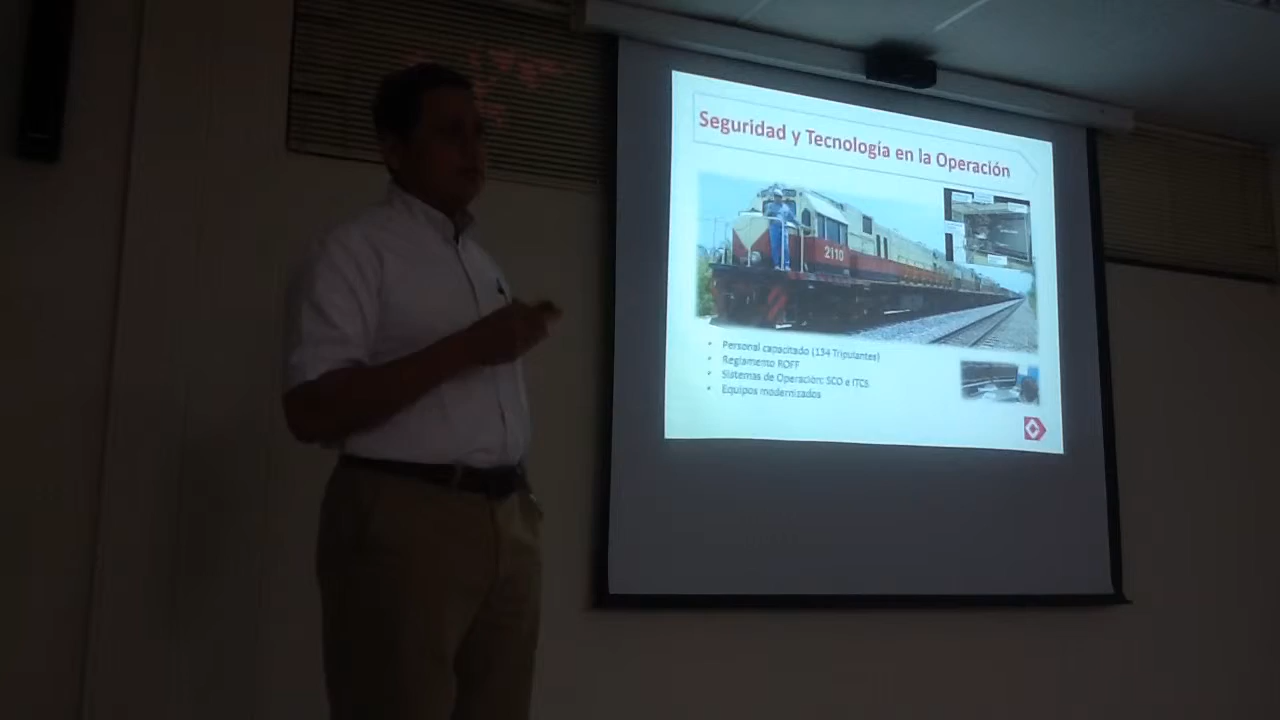 Seguridad y Tecnología en la Operación
2110
• Personal capacitado (134 Tripulantes)
• Reglamento ROFF
• Sistemas de Operación: SCO e ITCS
• Equipos modernizados